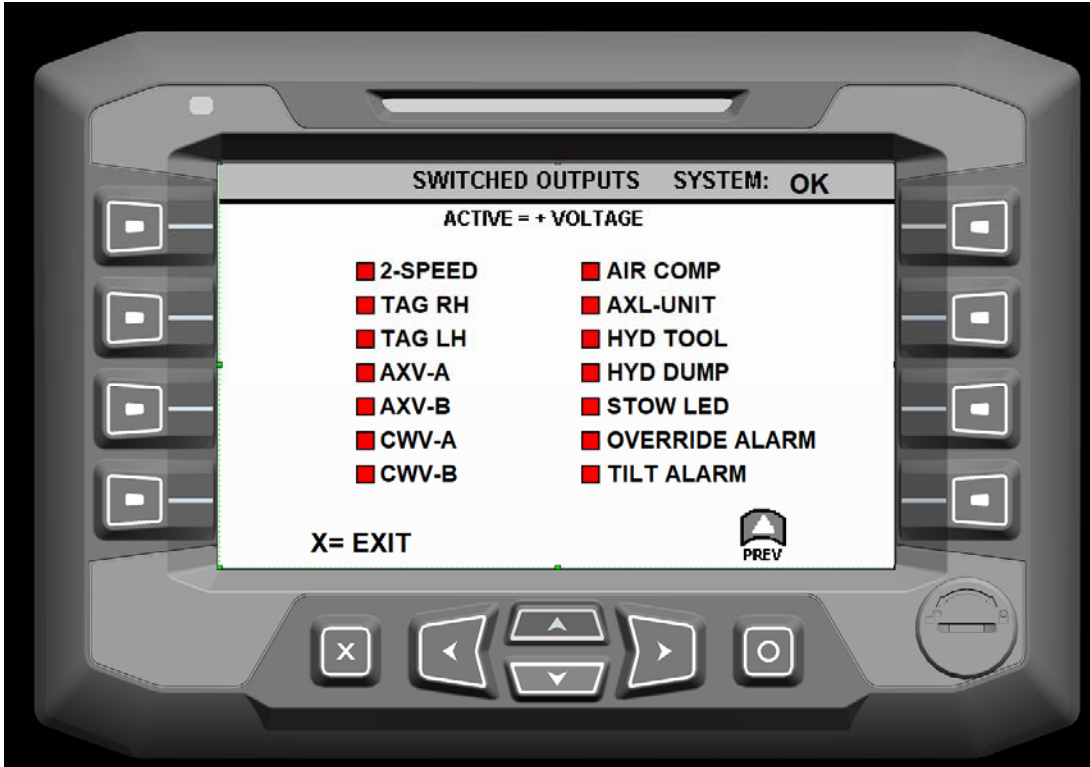 SWITCHED OUTPUTS SYSTEM: OK
ACTIVE = + VOLTAGE
2-SPEED
TAG RH
TAG LH
AXV-A
AXV-B
CWV-A
CWV-B
AIR COMP
AXL-UNIT
HYD TOOL
HYD DUMP
STOW LED
OVERRIDE ALARM
TILT ALARM
X= EXIT
PREV
X